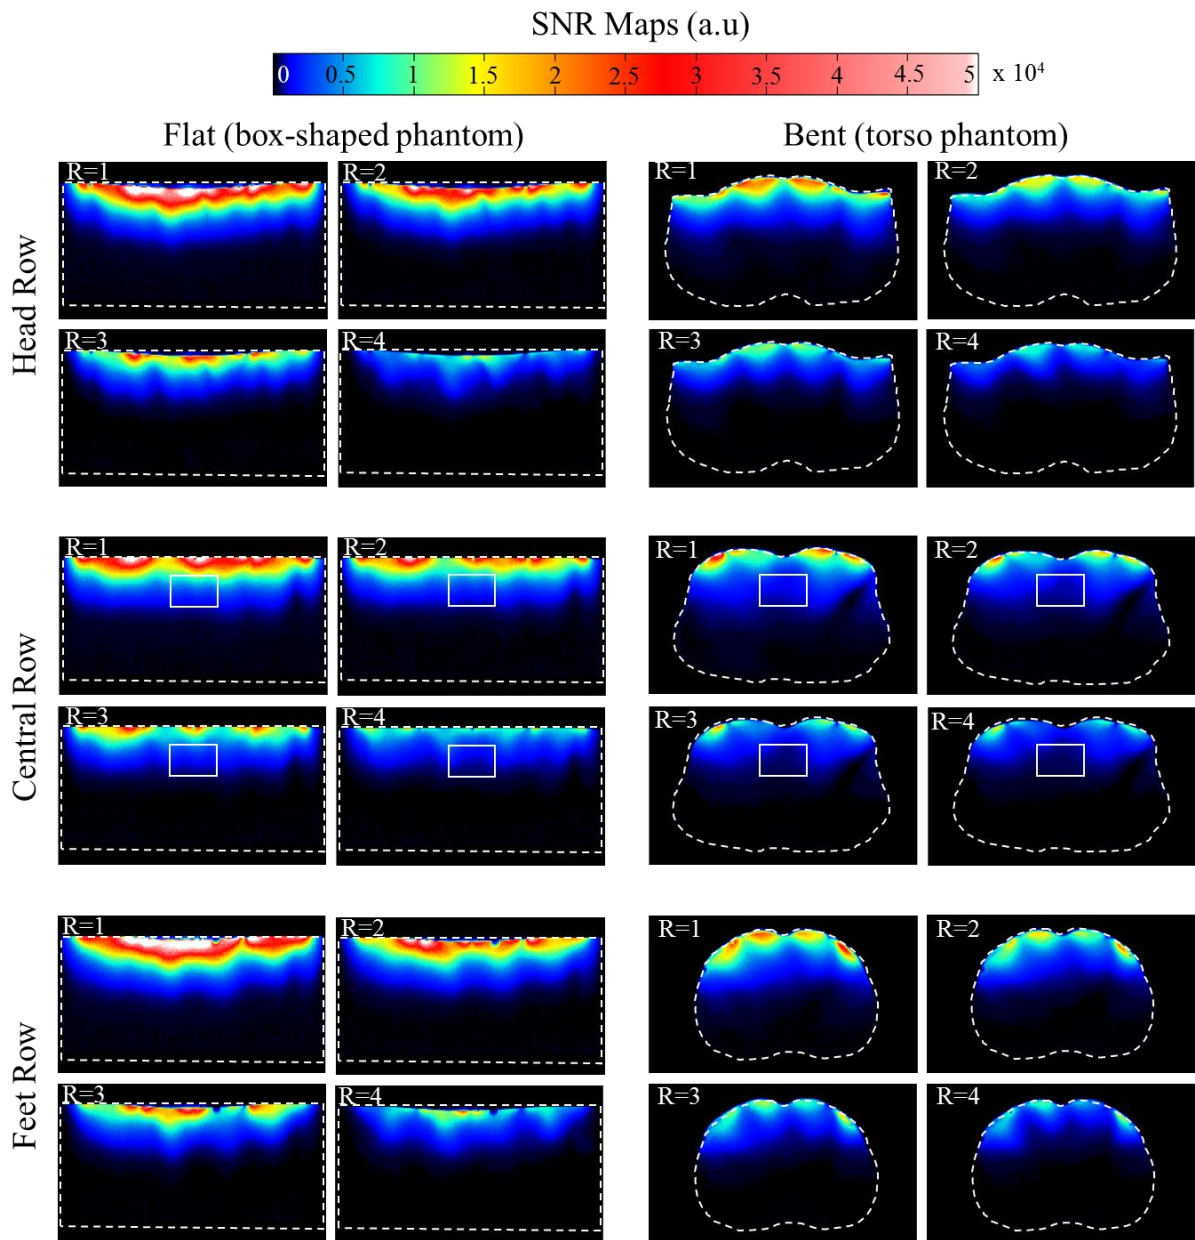 SNR Maps (a.u)
0 0.5 1 1.5 2 2.5 3 3.5 4 4.5 5 x 10⁴
Flat (box-shaped phantom) Bent (torso phantom)
Head Row
R=1 R=2 R=1 R=2
R=3 R=4 R=3 R=4
Central Row
R=1 R=2 R=1 R=2
R=3 R=4 R=3 R=4
Feet Row
R=1 R=2 R=1 R=2
R=3 R=4 R=3 R=4